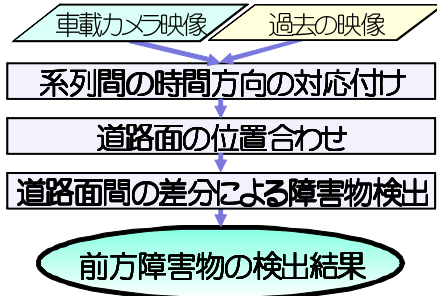 車載カメラ映像
過去の映像
系列間の時間方向の対応付け
道路面の位置合わせ
道路面間の差分による障害物検出
前方障害物の検出結果